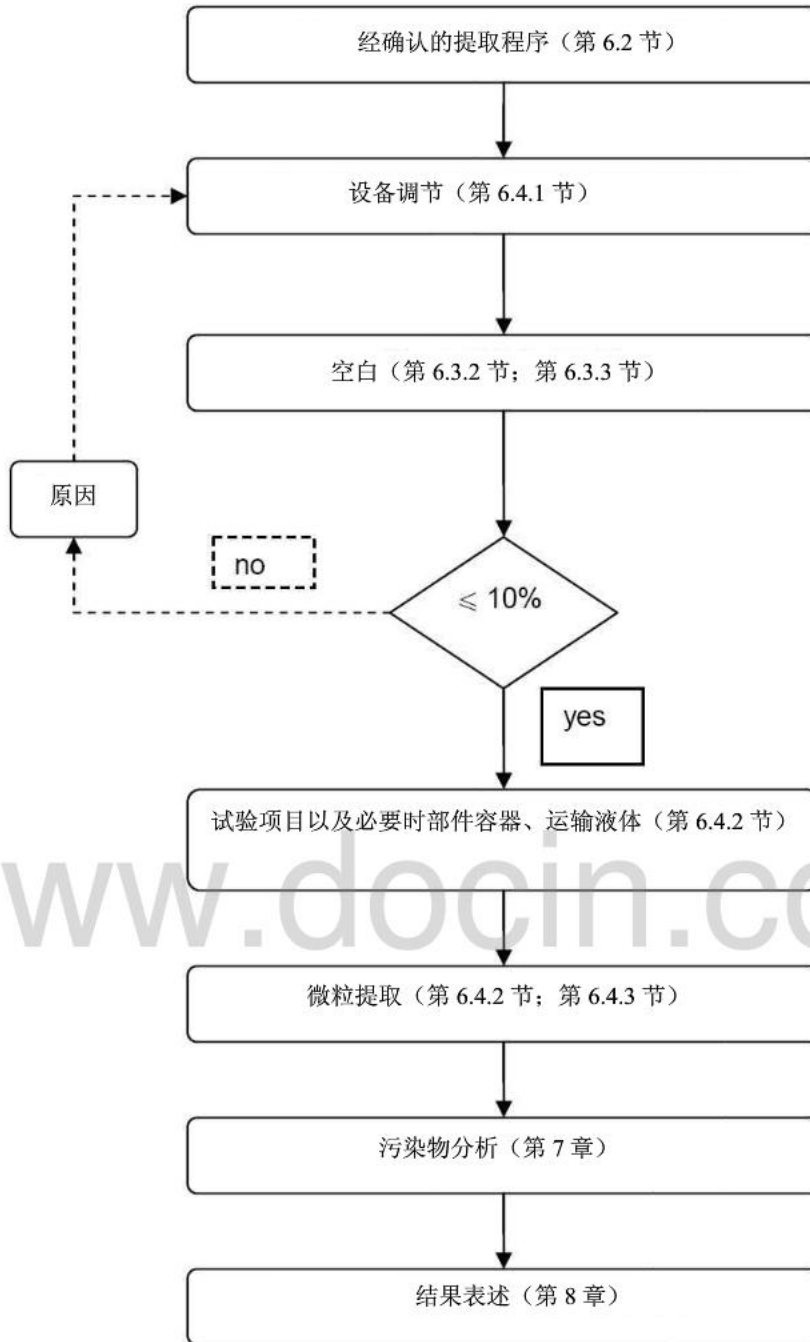 经确认的提取程序（第 6.2 节）
设备调节（第 6.4.1 节）
空白（第 6.3.2 节；第 6.3.3 节）
原因
no
≤ 10%
yes
试验项目以及必要时部件容器、运输液体（第 6.4.2 节）
ww.docin.co
微粒提取（第 6.4.2 节；第 6.4.3 节）
污染物分析（第 7 章）
结果表述（第 8 章）